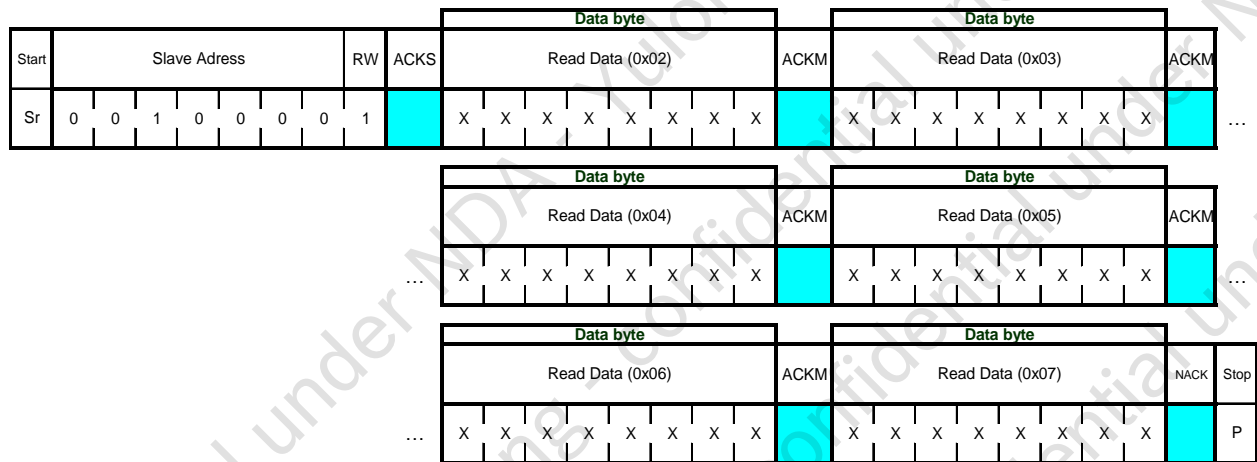 Data byte Data byte
Start Slave Adress RW ACKS Read Data (0x02) ACKM Read Data (0x03) ACKM
Sr 0 0 1 0 0 0 0 1 X X X X X X X X X X X X X X X X …
Data byte Data byte
Read Data (0x04) ACKM Read Data (0x05) ACKM
… X X X X X X X X X X X X X X X X …
Data byte Data byte
Read Data (0x06) ACKM Read Data (0x07) NACK Stop
… X X X X X X X X X X X X X X X X P